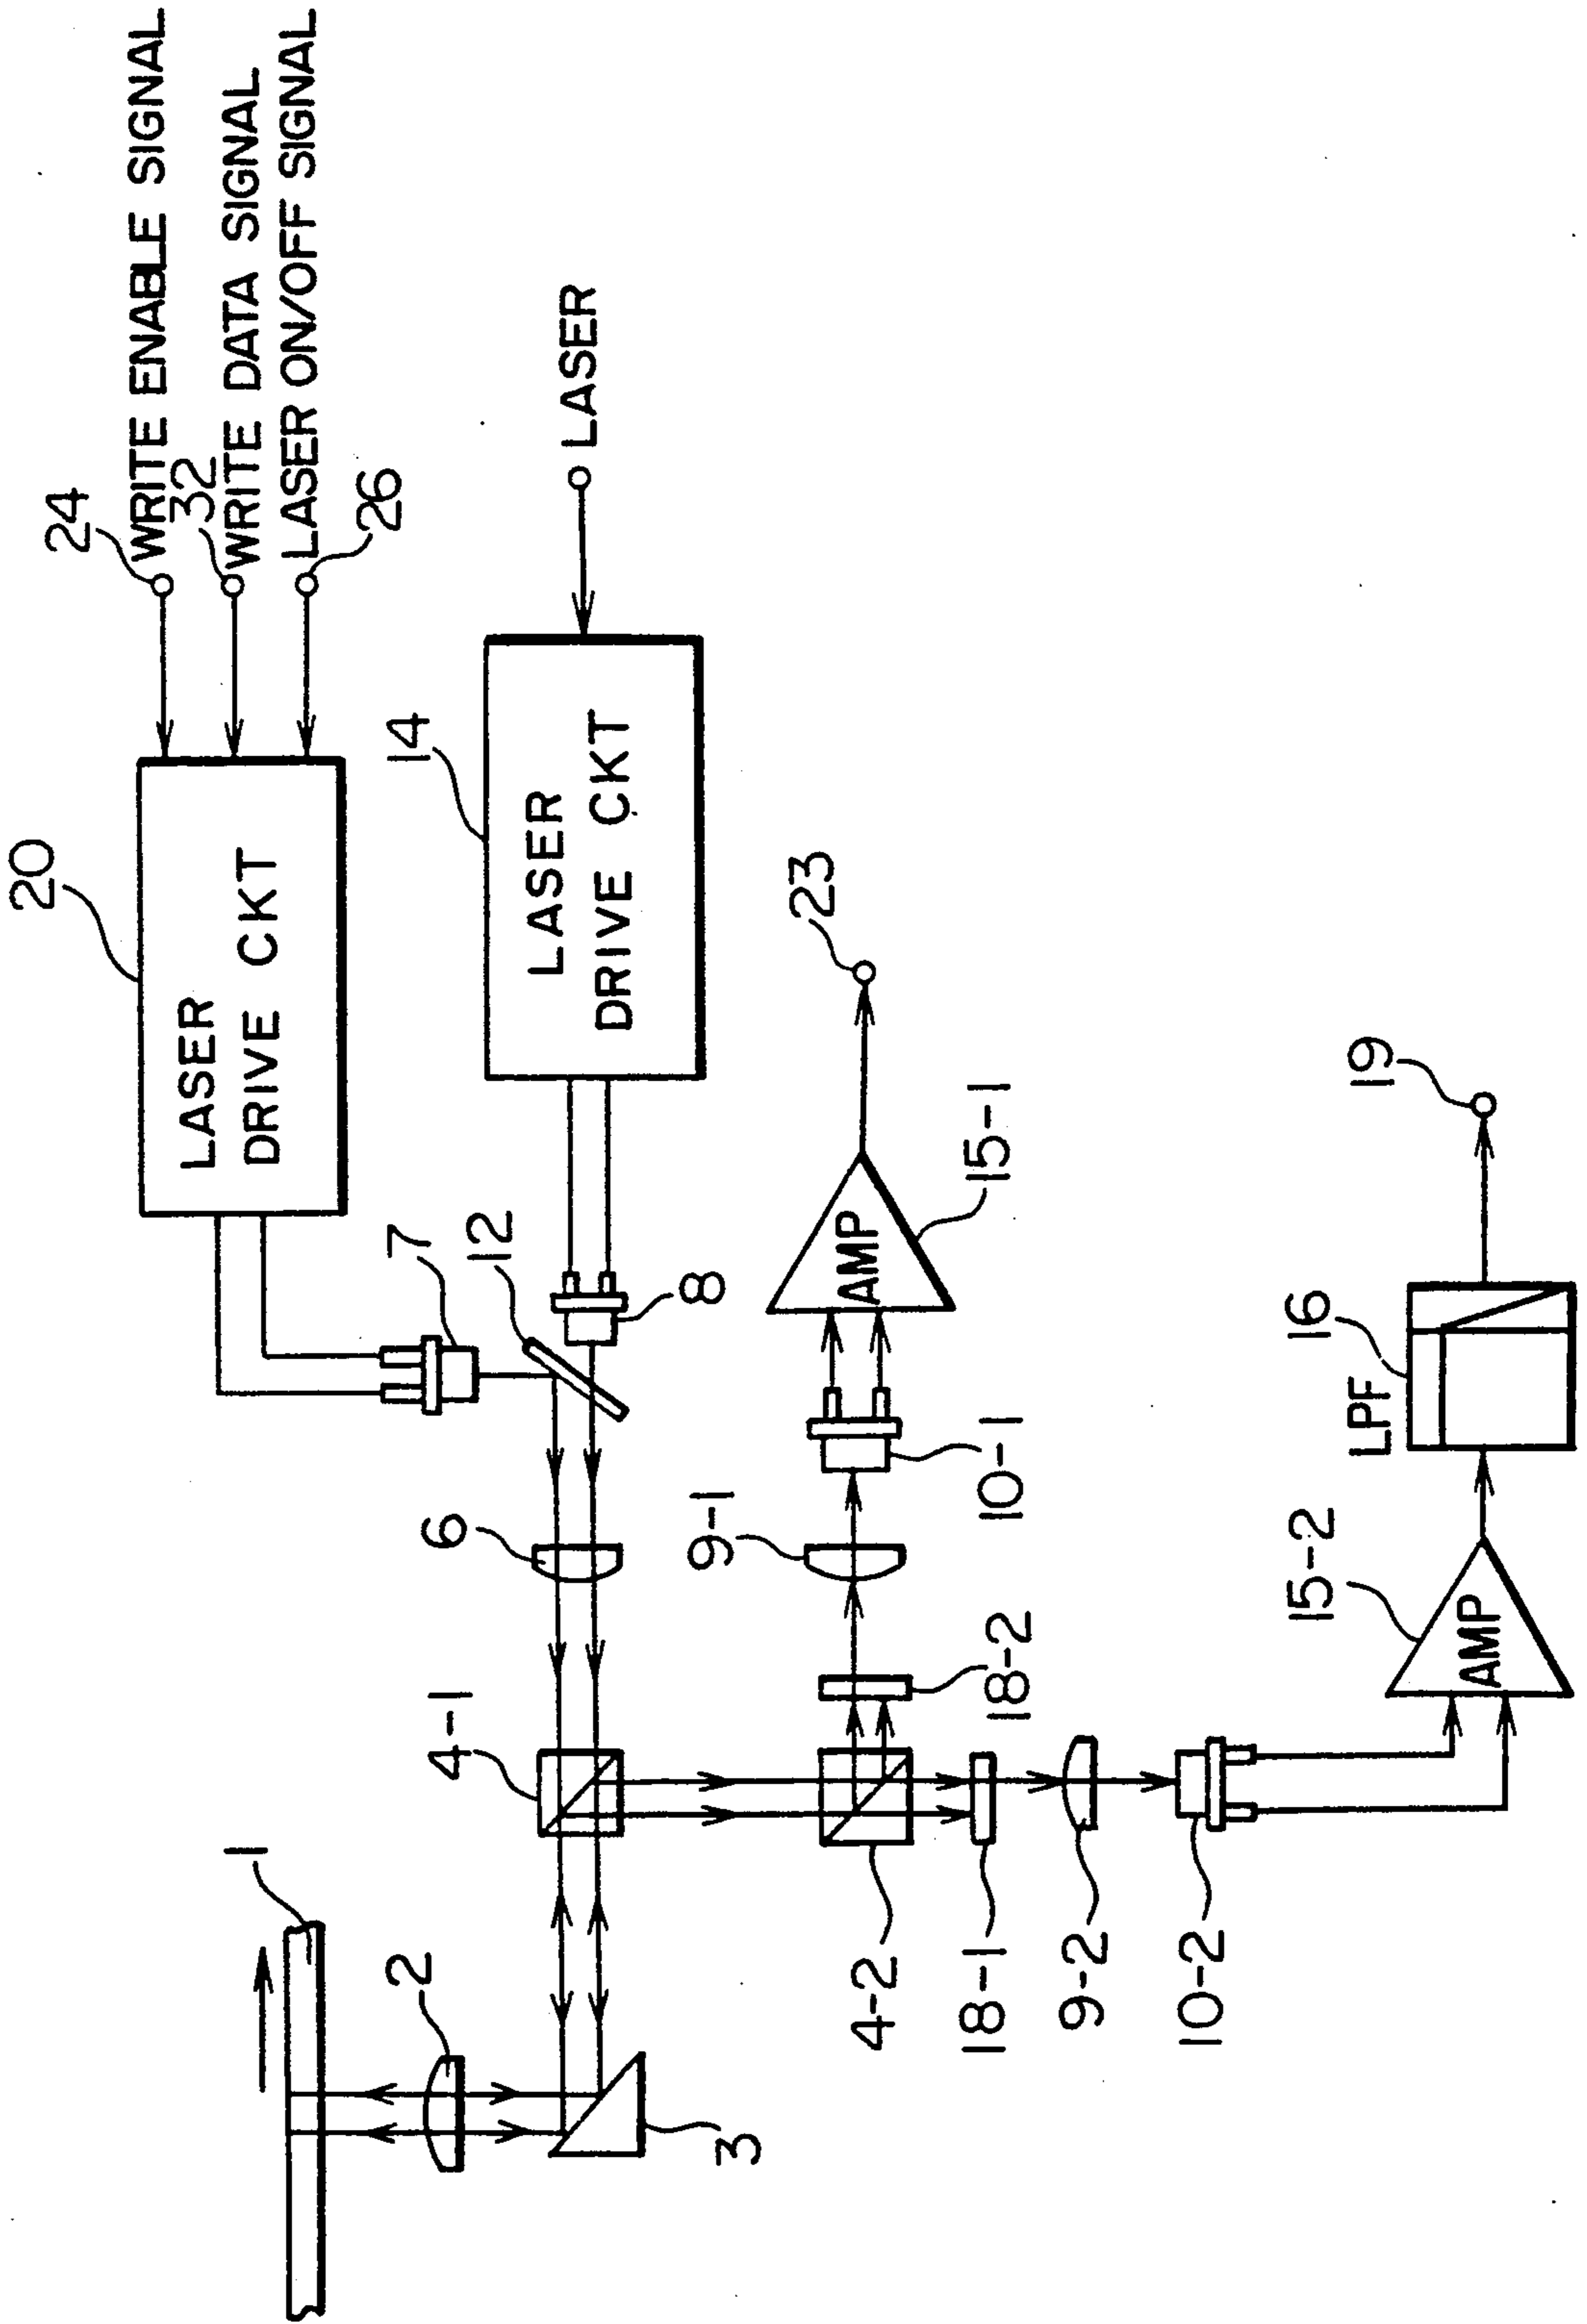 20
24
WRITE ENABLE SIGNAL
32
WRITE DATA SIGNAL
LASER ON/OFF SIGNAL
26
LASER
DRIVE CKT
7
12
14
LASER
DRIVE CKT
LASER
8
6
4-1
1
2
3
9-1
10-1
AMP
15-1
23
18-2
4-2
18-1
9-2
10-2
15-2
AMP
LPF
16
19